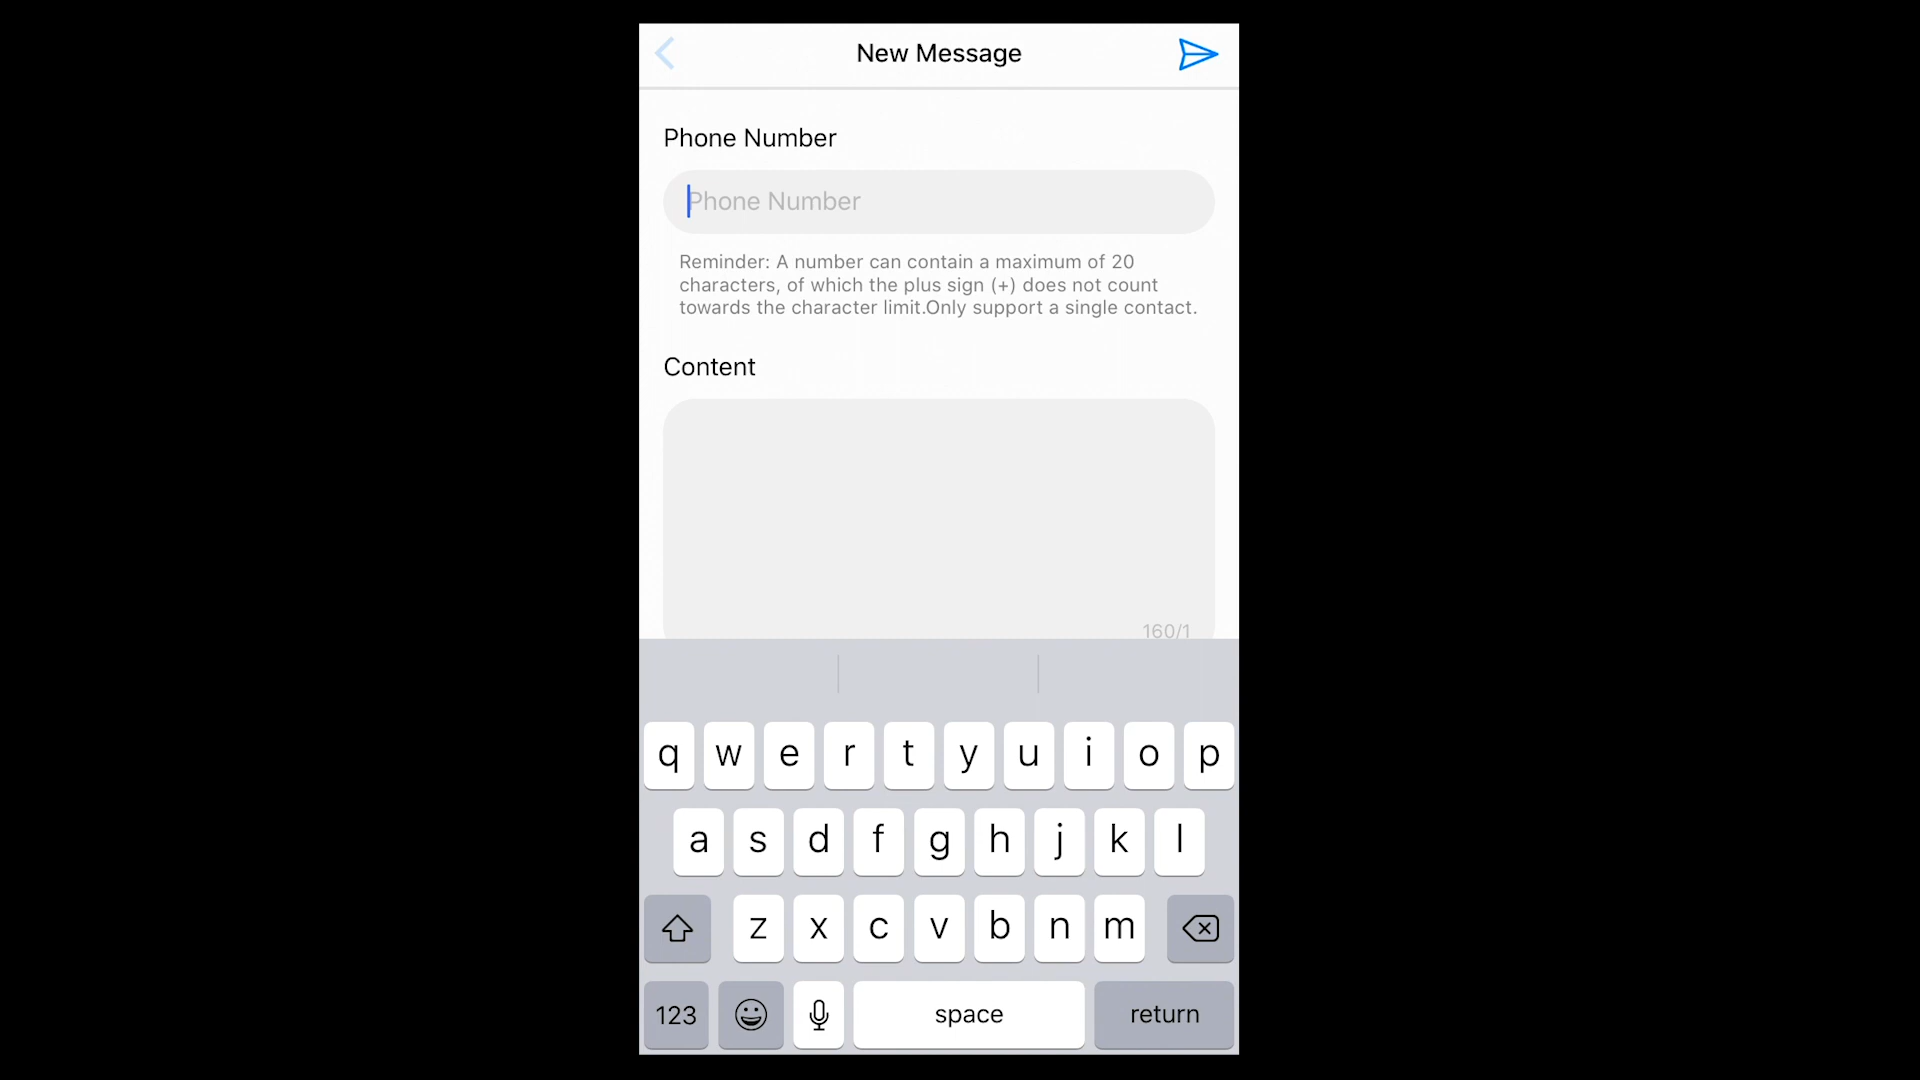 New Message
Phone Number
Phone Number
Reminder: A number can contain a maximum of 20
characters, of which the plus sign (+) does not count
towards the character limit.Only support a single contact.
Content
160/1
q w e r t y u i o p
a s d f g h j k l
z x c v b n m
123 space return